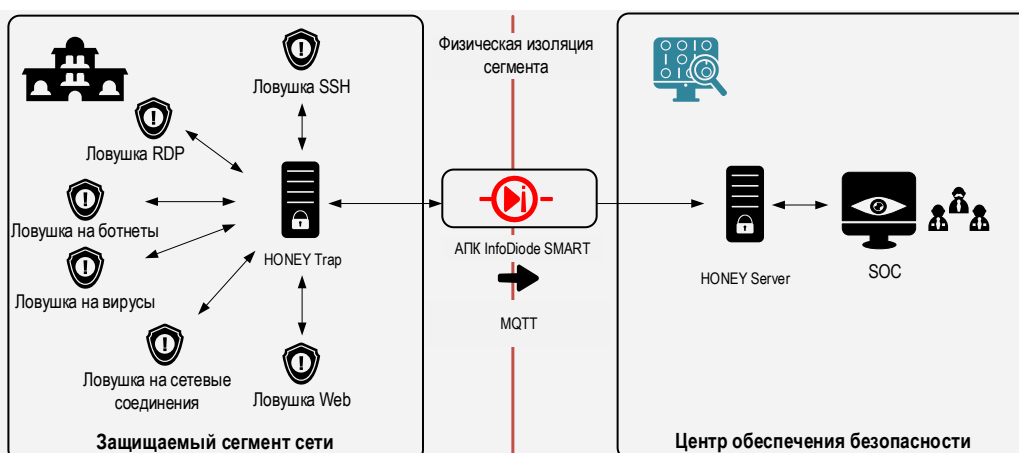 Физическая изоляция
сегмента
Ловушка SSH
Ловушка RDP
Ловушка на ботнеты
HONEY Trap
Ловушка на вирусы
Ловушка на сетевые
соединения
Ловушка Web
Защищаемый сегмент сети
АПК InfoDiode SMART
MQTT
HONEY Server
SOC
Центр обеспечения безопасности